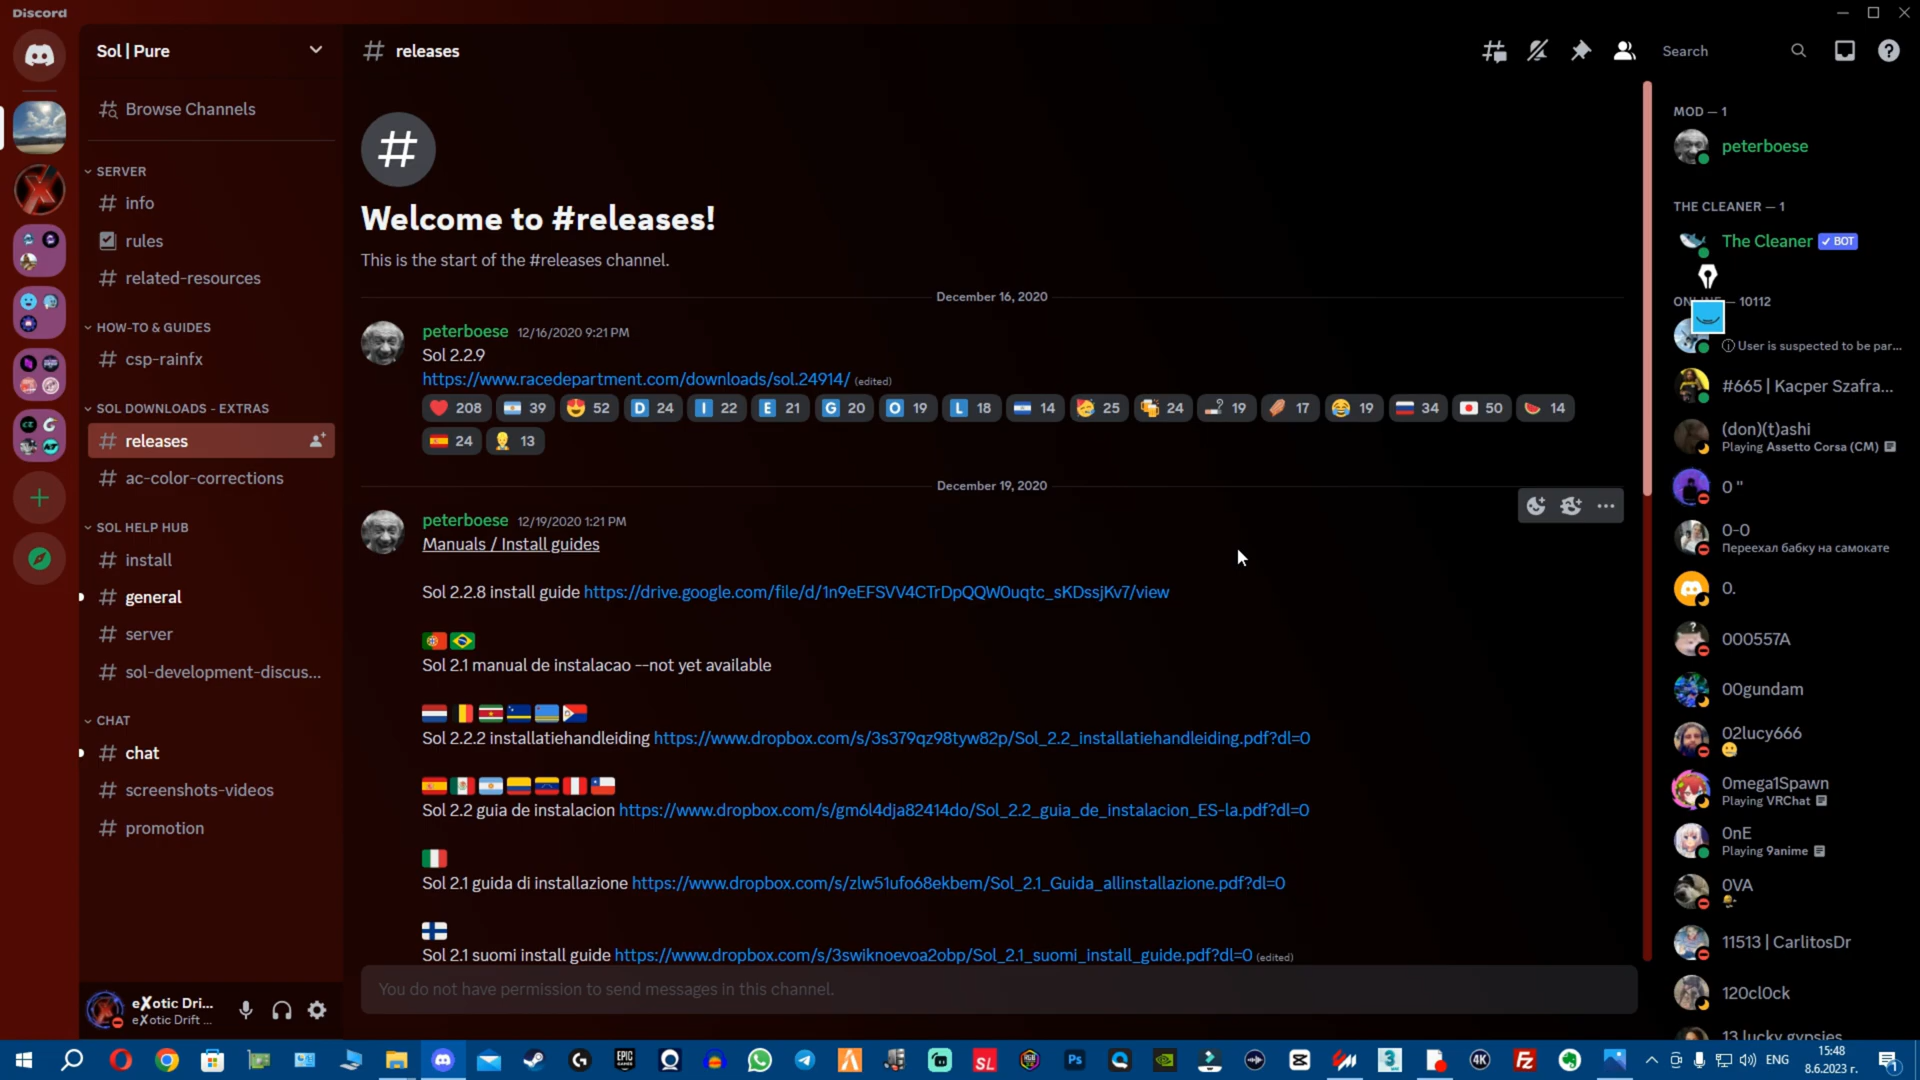 Discord
Sol | Pure
releases
Search
Browse Channels
SERVER
info
rules
related-resources
HOW-TO & GUIDES
csp-rainfx
SOL DOWNLOADS - EXTRAS
releases
ac-color-corrections
SOL HELP HUB
install
general
server
sol-development-discus...
CHAT
chat
screenshots-videos
promotion
eXotic Dri...
eXotic Drift ...
Welcome to #releases!
This is the start of the #releases channel.
December 16, 2020
peterboese 12/16/2020 9:21 PM
Sol 2.2.9
https://www.racedepartment.com/downloads/sol.24914/ (edited)
208 39 52 D 24 I 22 E 21 G 20 O 19 L 18 14 25 24 19 17 19 34 50 14
24 13
December 19, 2020
peterboese 12/19/2020 1:21 PM
Manuals / Install guides
Sol 2.2.8 install guide https://drive.google.com/file/d/1n9eEFSVV4CTrDpQQW0uqtc_sKDssjKv7/view
Sol 2.1 manual de instalacao --not yet available
Sol 2.2.2 installatiehandleiding https://www.dropbox.com/s/3s379qz98tyw82p/Sol_2.2_installatiehandleiding.pdf?dl=0
Sol 2.2 guia de instalacion https://www.dropbox.com/s/gm6l4dja82414do/Sol_2.2_guia_de_instalacion_ES-la.pdf?dl=0
Sol 2.1 guida di installazione https://www.dropbox.com/s/zlw51ufo68ekbem/Sol_2.1_Guida_allinstallazione.pdf?dl=0
Sol 2.1 suomi install guide https://www.dropbox.com/s/3swiknoevoa2obp/Sol_2.1_suomi_install_guide.pdf?dl=0 (edited)
You do not have permission to send messages in this channel.
MOD — 1
peterboese
THE CLEANER — 1
The Cleaner BOT
— 10112
User is suspected to be par...
#665 | Kacper Szafra...
(don)(t)ashi
Playing Assetto Corsa (CM)
0 "
0-0
Переехал бабку на самокате
0.
000557A
00gundam
02lucy666
0mega1Spawn
Playing VRChat
0nE
Playing 9anime
0VA
11513 | CarlitosDr
120cl0ck
13 lucky gypsies
EPIC GAMES
SL
Ps
3
4K
FZ
ENG
15:48
8.6.2023 г.
1